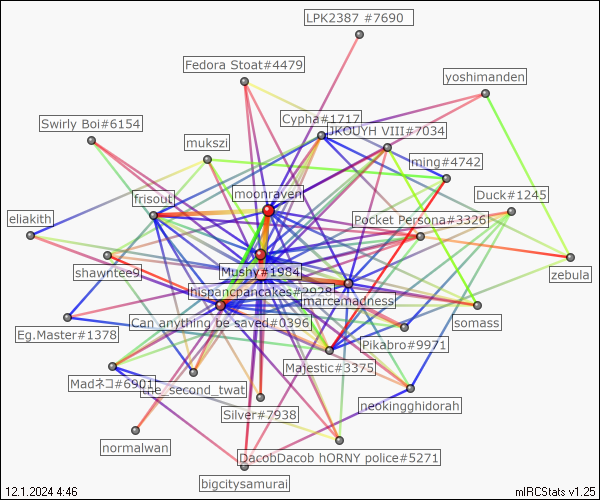 LPK2387 #7690
Fedora Stoat#4479
yoshimanden
Cypha#1717
Swirly Boi#6154
JKOUYH VIII#7034
mukszi
ming#4742
moonraven
Duck#1245
frisout
eliakith
Pocket Persona#3326
shawntee9
Mushy#1984
zebula
hispancpancakes#2928
marcemadness
somass
Can anything be saved#0396
Eg.Master#1378
Pikabro#9971
Majestic#3375
Madネコ#6901
the_second_twat
neokingghidorah
Silver#7938
normalwan
DacobDacob hORNY police#5271
bigcitysamurai
12.1.2024 4:46
mIRCStats v1.25